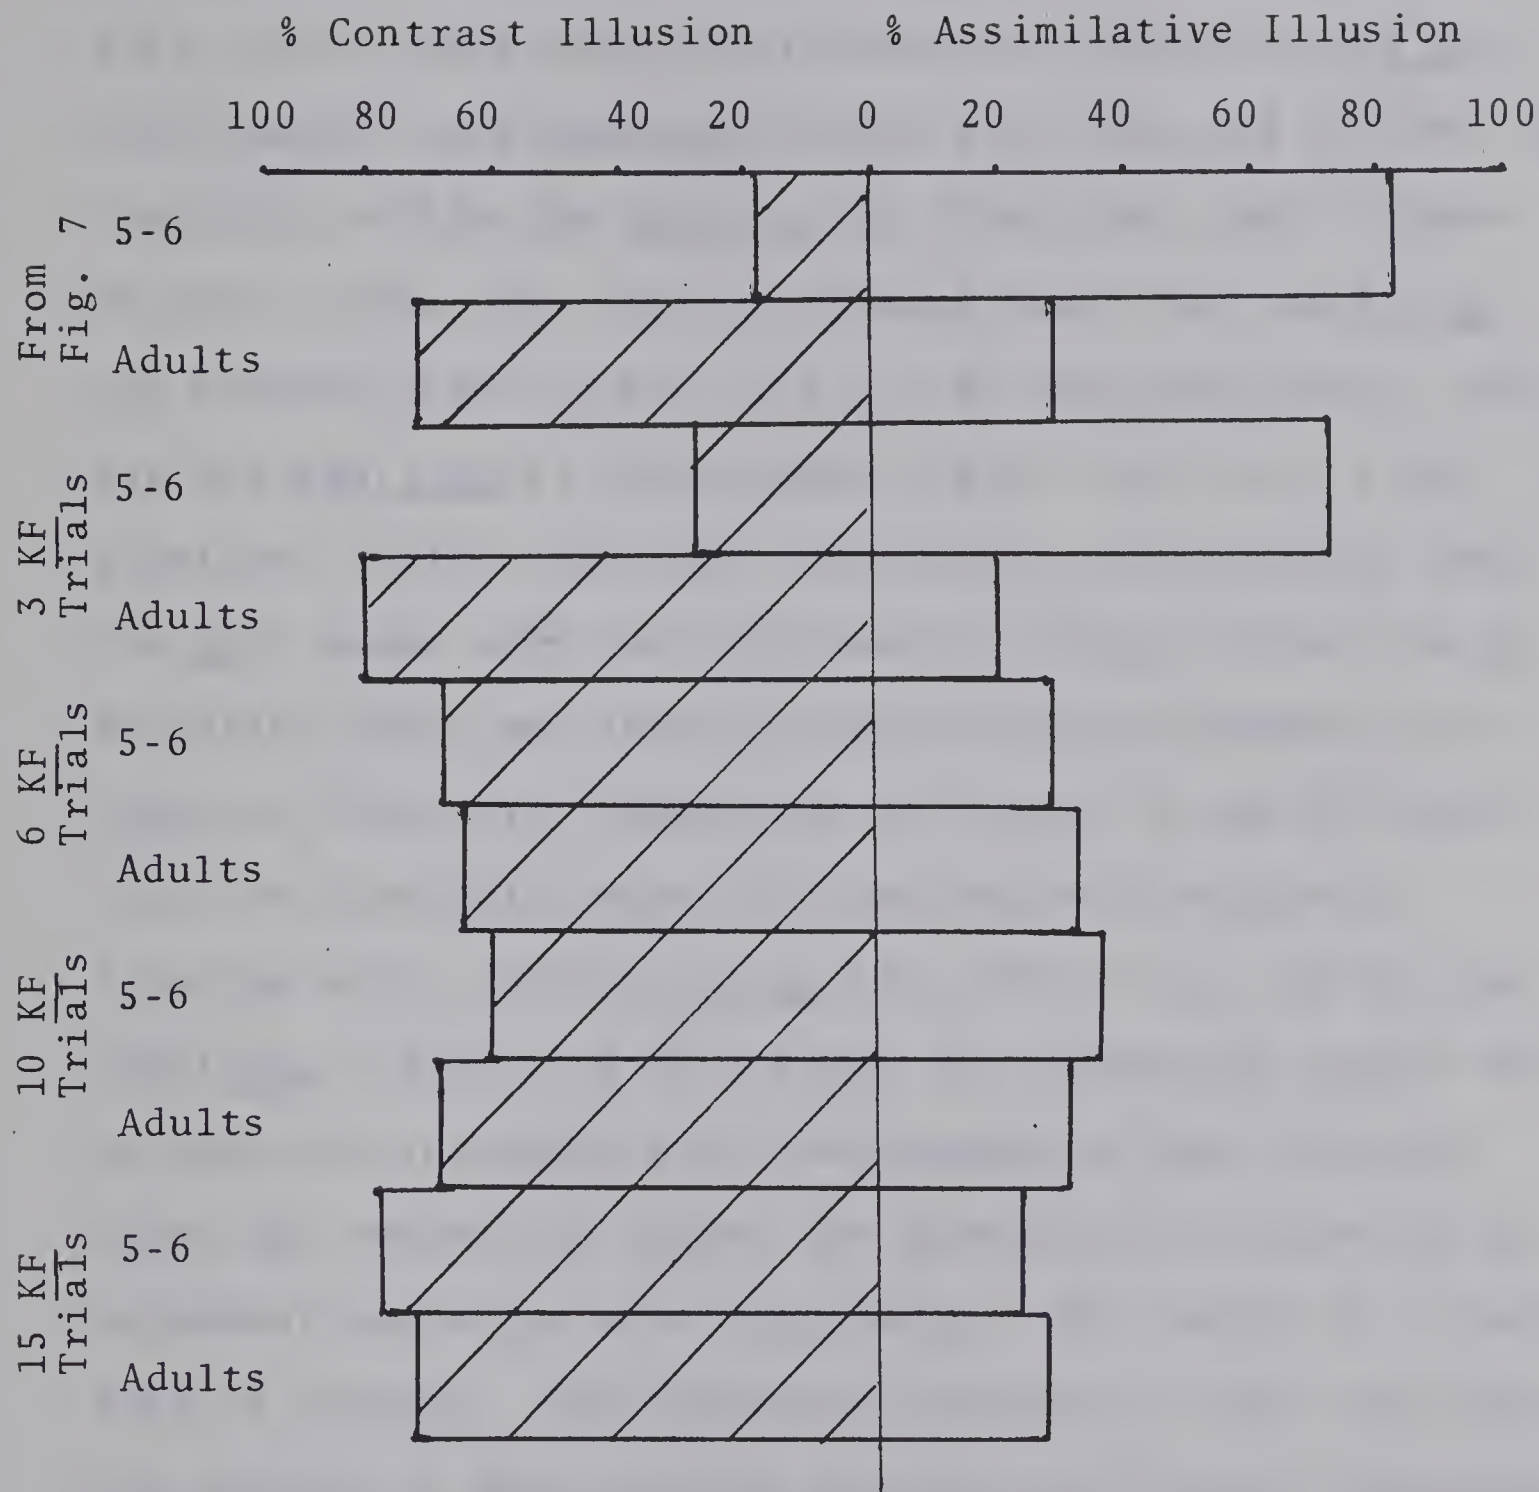 % Contrast Illusion % Assimilative Illusion
100 80 60 40 20 0 20 40 60 80 100
From
Fig. 7
5-6
Adults
3 KF
Trials
5-6
Adults
6 KF
Trials
5-6
Adults
10 KF
Trials
5-6
Adults
15 KF
Trials
5-6
Adults